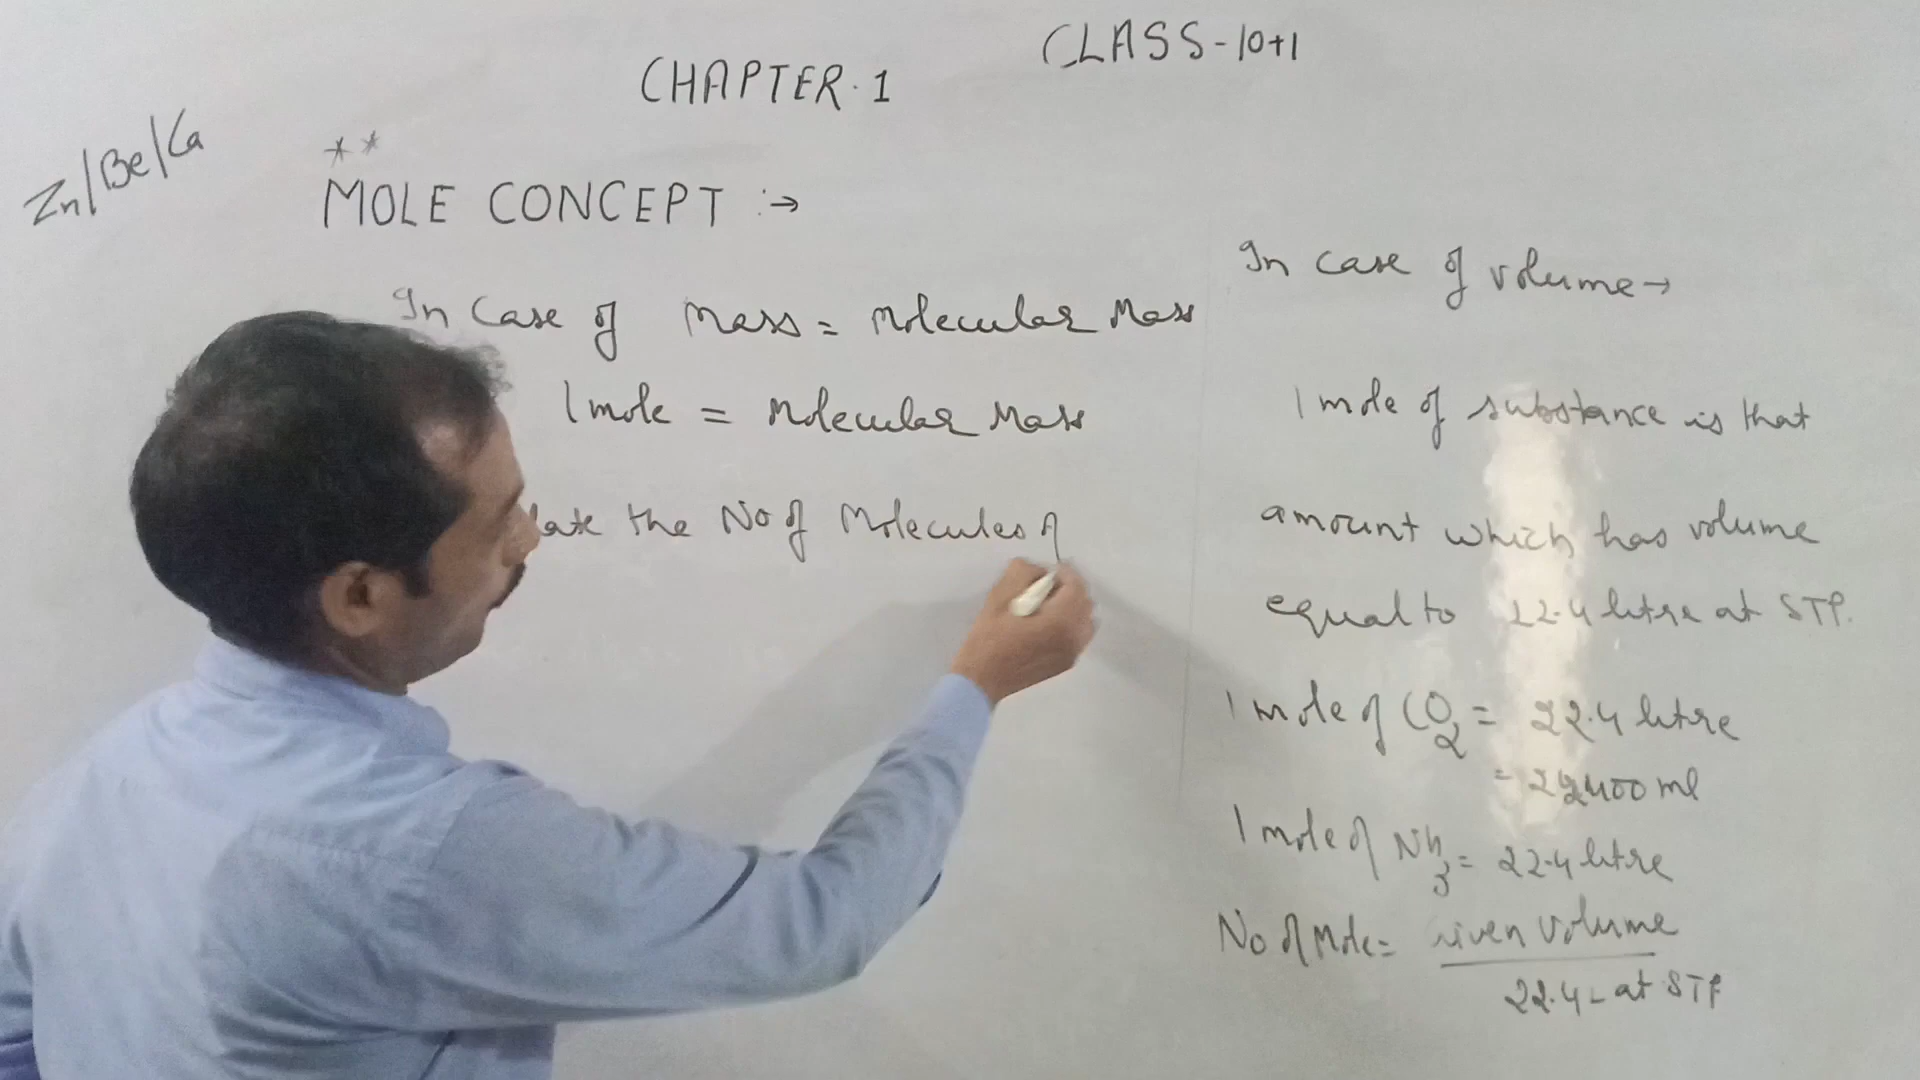 CLASS-10+1
CHAPTER.1
Zn/Be/Ca
**
MOLE CONCEPT :→
In Case of Mass = Molecular Mass
1 mole = Molecular Mass
late the No of Molecules of
In case of volume→
1 mole of substance is that
amount which has volume
equal to 22.4 litre at STP.
1 mole of CO2 = 22.4 litre
= 22400 ml
1 mole of NH3 = 22.4 litre
No of Mole = Given Volume
22.4L at STP